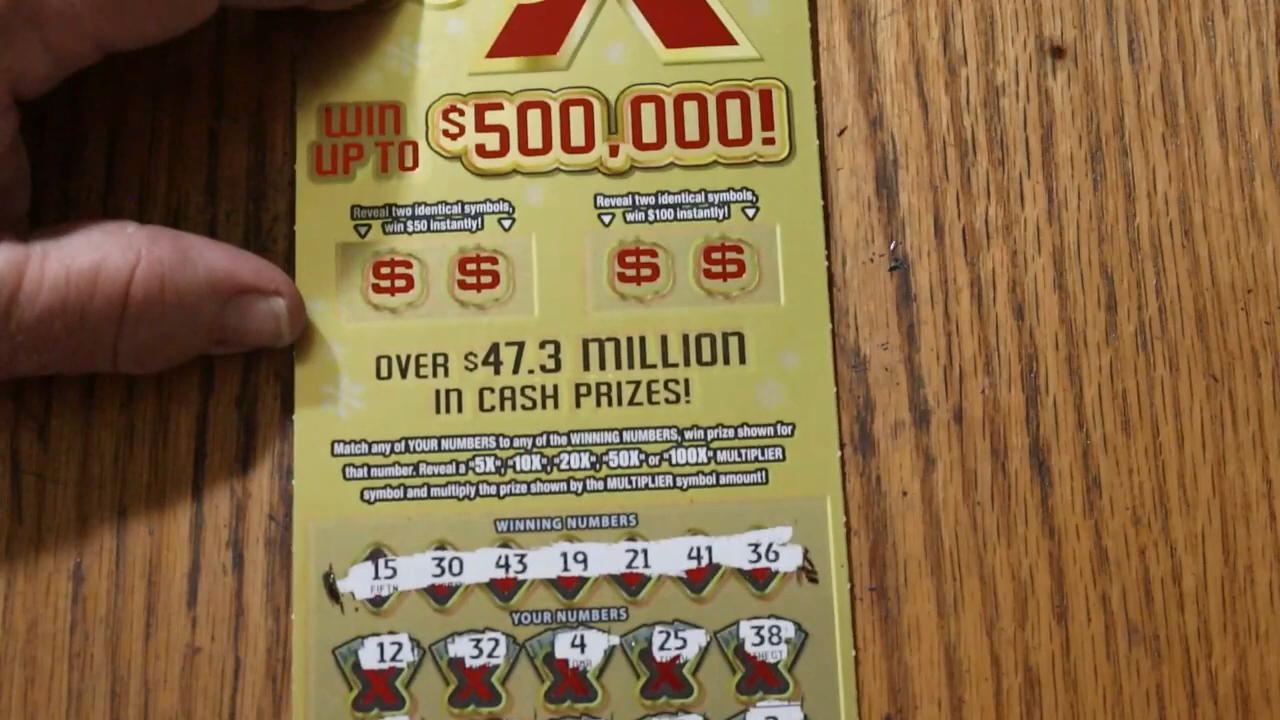 X
WIN
UP TO
$500,000!
Reveal two identical symbols,
win $50 instantly!
Reveal two identical symbols,
win $100 instantly!
$ $ $ $
OVER $47.3 MILLION
IN CASH PRIZES!
Match any of YOUR NUMBERS to any of the WINNING NUMBERS, win prize shown for
that number. Reveal a "5X", "10X", "20X", "50X" or "100X" MULTIPLIER
symbol and multiply the prize shown by the MULTIPLIER symbol amount!
WINNING NUMBERS
15 30 43 19 21 41 36
YOUR NUMBERS
12 32 4 25 38
X X X X X